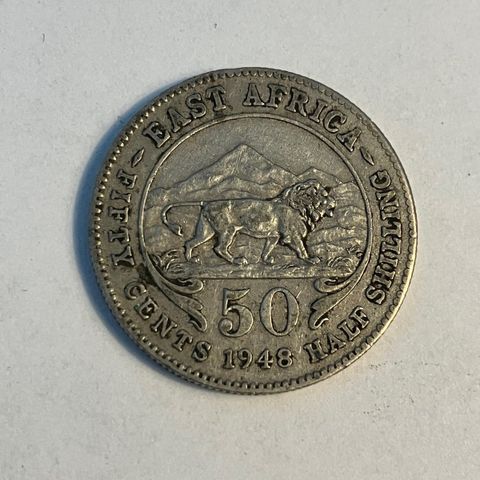 EAST AFRICA
FIFTY CENTS 1948 HALF SHILLING
50